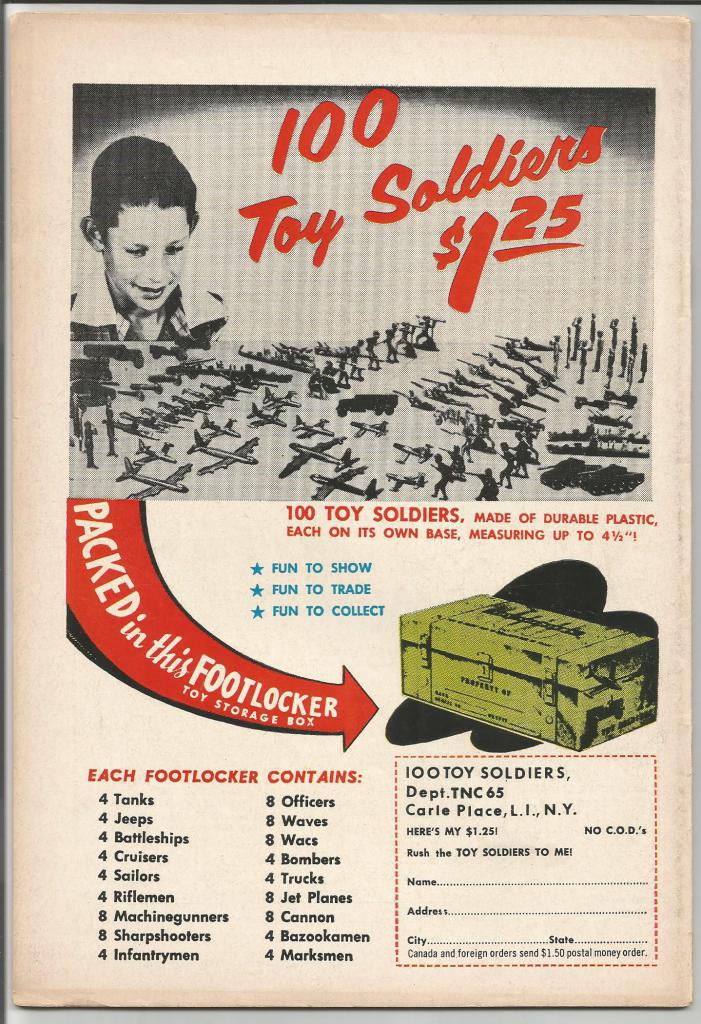 100
Toy Soldiers
$1.25
100 TOY SOLDIERS, MADE OF DURABLE PLASTIC,
EACH ON ITS OWN BASE, MEASURING UP TO 4½"!
★ FUN TO SHOW
★ FUN TO TRADE
★ FUN TO COLLECT
PACKED in this FOOTLOCKER
TOY STORAGE BOX
PROPERTY OF
EACH FOOTLOCKER CONTAINS:
4 Tanks
4 Jeeps
4 Battleships
4 Cruisers
4 Sailors
4 Riflemen
8 Machinegunners
8 Sharpshooters
4 Infantrymen
8 Officers
8 Waves
8 Wacs
4 Bombers
4 Trucks
8 Jet Planes
8 Cannon
4 Bazookamen
4 Marksmen
100 TOY SOLDIERS,
Dept. TNC 65
Carle Place, L.I., N.Y.
HERE'S MY $1.25! NO C.O.D.'s
Rush the TOY SOLDIERS TO ME!
Name
Address
City State
Canada and foreign orders send $1.50 postal money order.